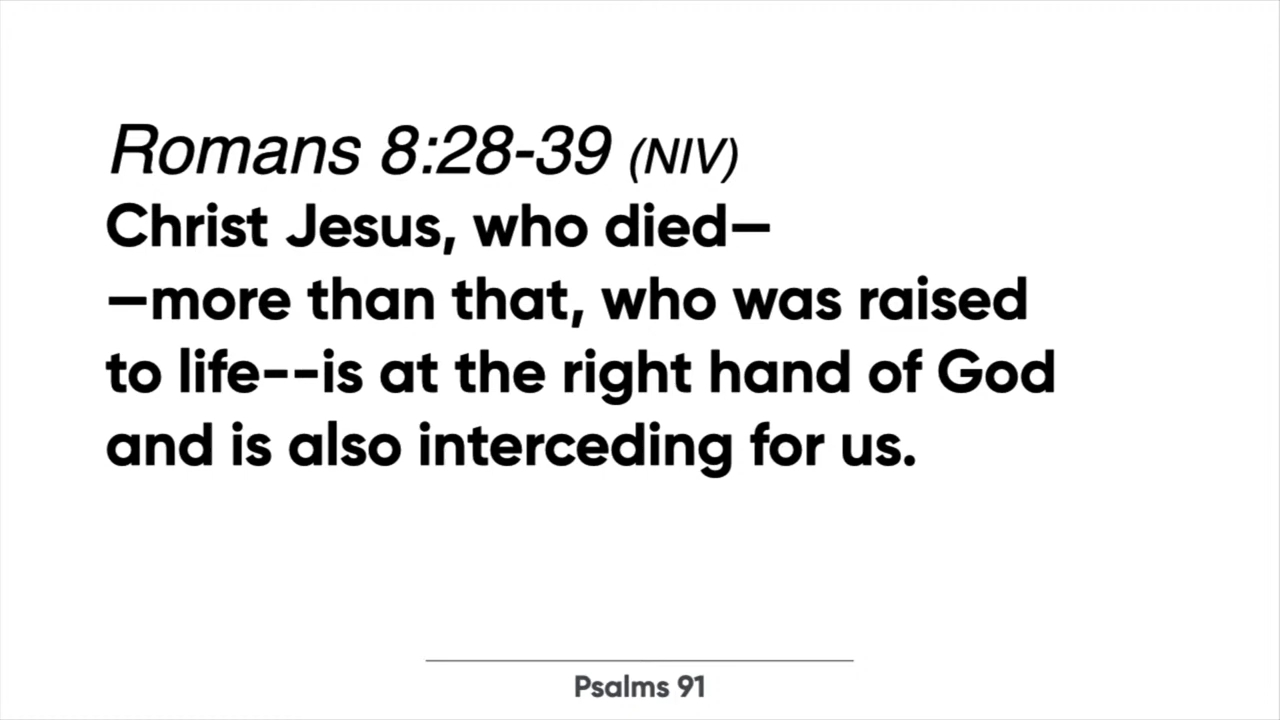 Romans 8:28-39 (NIV)
Christ Jesus, who died—
—more than that, who was raised
to life--is at the right hand of God
and is also interceding for us.
Psalms 91